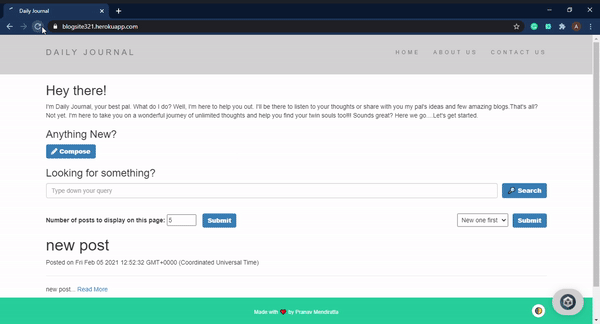 Daily Journal
blogsite321.herokuapp.com
A
DAILY JOURNAL
HOME ABOUT US CONTACT US
Hey there!
I'm Daily Journal, your best pal. What do I do? Well, I'm here to help you out. I'll be there to listen to your thoughts or share with you my pal's ideas and few amazing blogs.That's all?
Not yet. I'm here to take you on a wonderful journey of unlimited thoughts and help you find your twin souls too!!! Sounds great? Here we go....Let's get started.
Anything New?
Compose
Looking for something?
Type down your query
Search
Number of posts to display on this page: 5 Submit
New one first Submit
new post
Posted on Fri Feb 05 2021 12:52:32 GMT+0000 (Coordinated Universal Time)
new post... Read More
Made with ❤ by Pranav Mendiratta